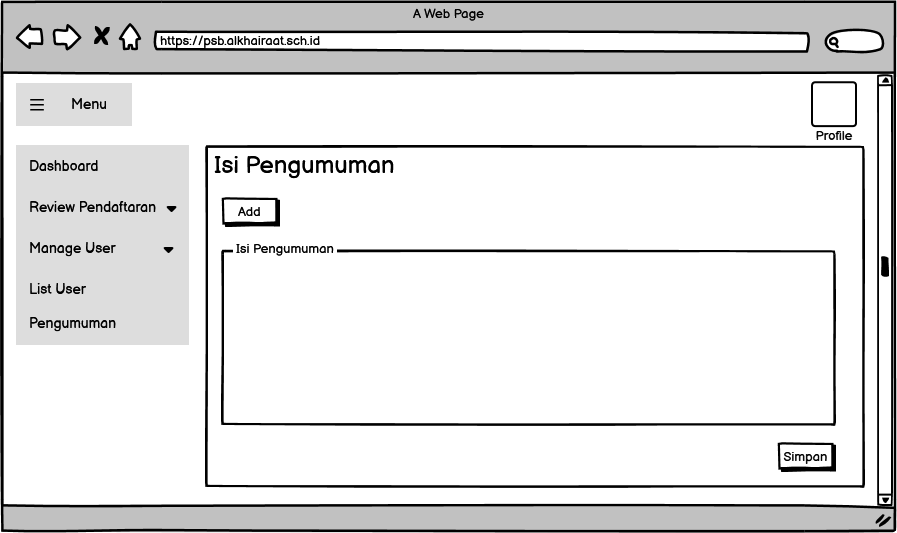 A Web Page
https://psb.alkhairaat.sch.id
Menu
Profile
Dashboard
Review Pendaftaran
Manage User
List User
Pengumuman
Isi Pengumuman
Add
Isi Pengumuman
Simpan